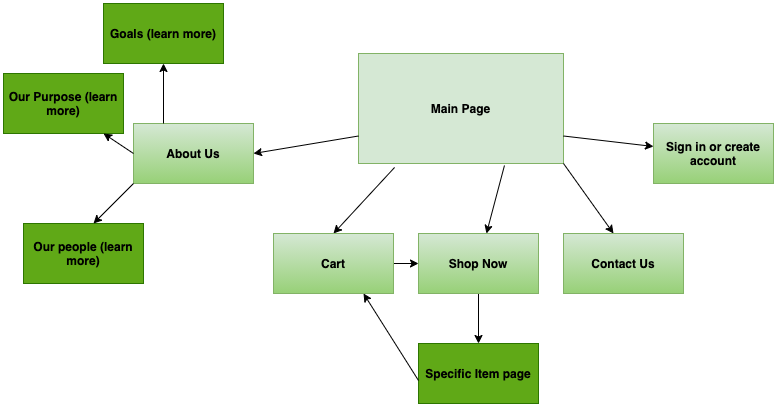 Goals (learn more)
Our Purpose (learn
more)
Main Page
About Us
Sign in or create
account
Our people (learn
more)
Cart
Shop Now
Contact Us
Specific Item page